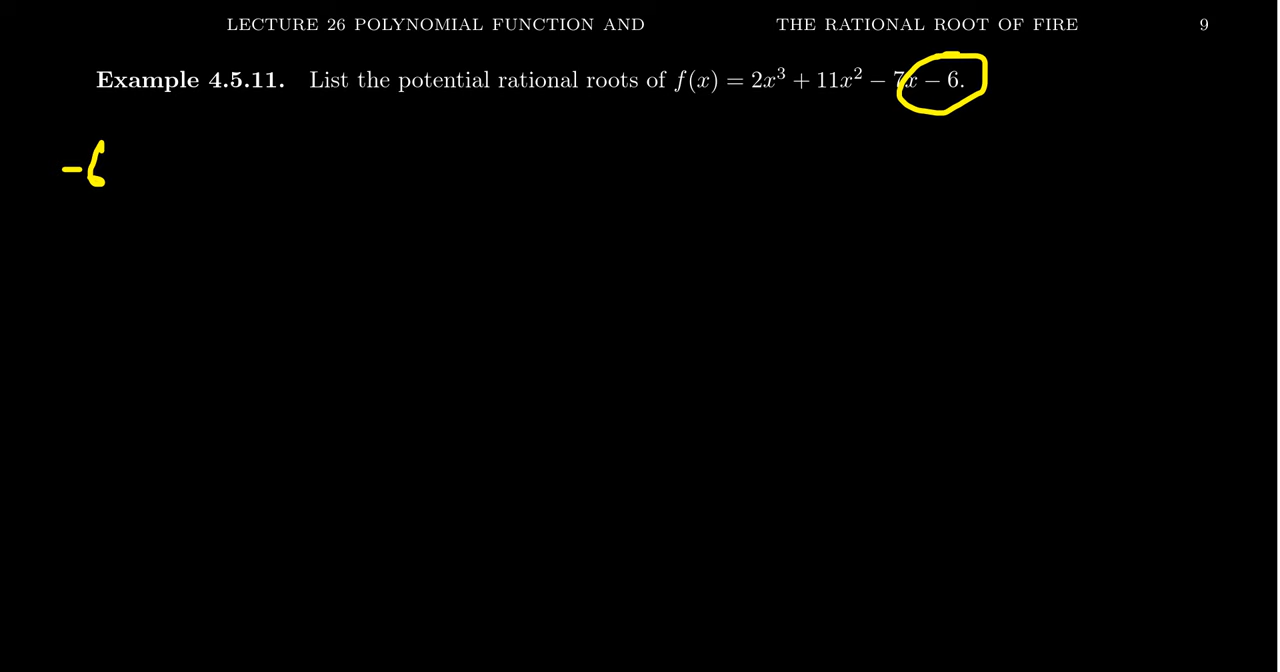 LECTURE 26 POLYNOMIAL FUNCTION AND THE RATIONAL ROOT OF FIRE 9
Example 4.5.11. List the potential rational roots of f(x) = 2x³ + 11x² − 7x − 6.
-6